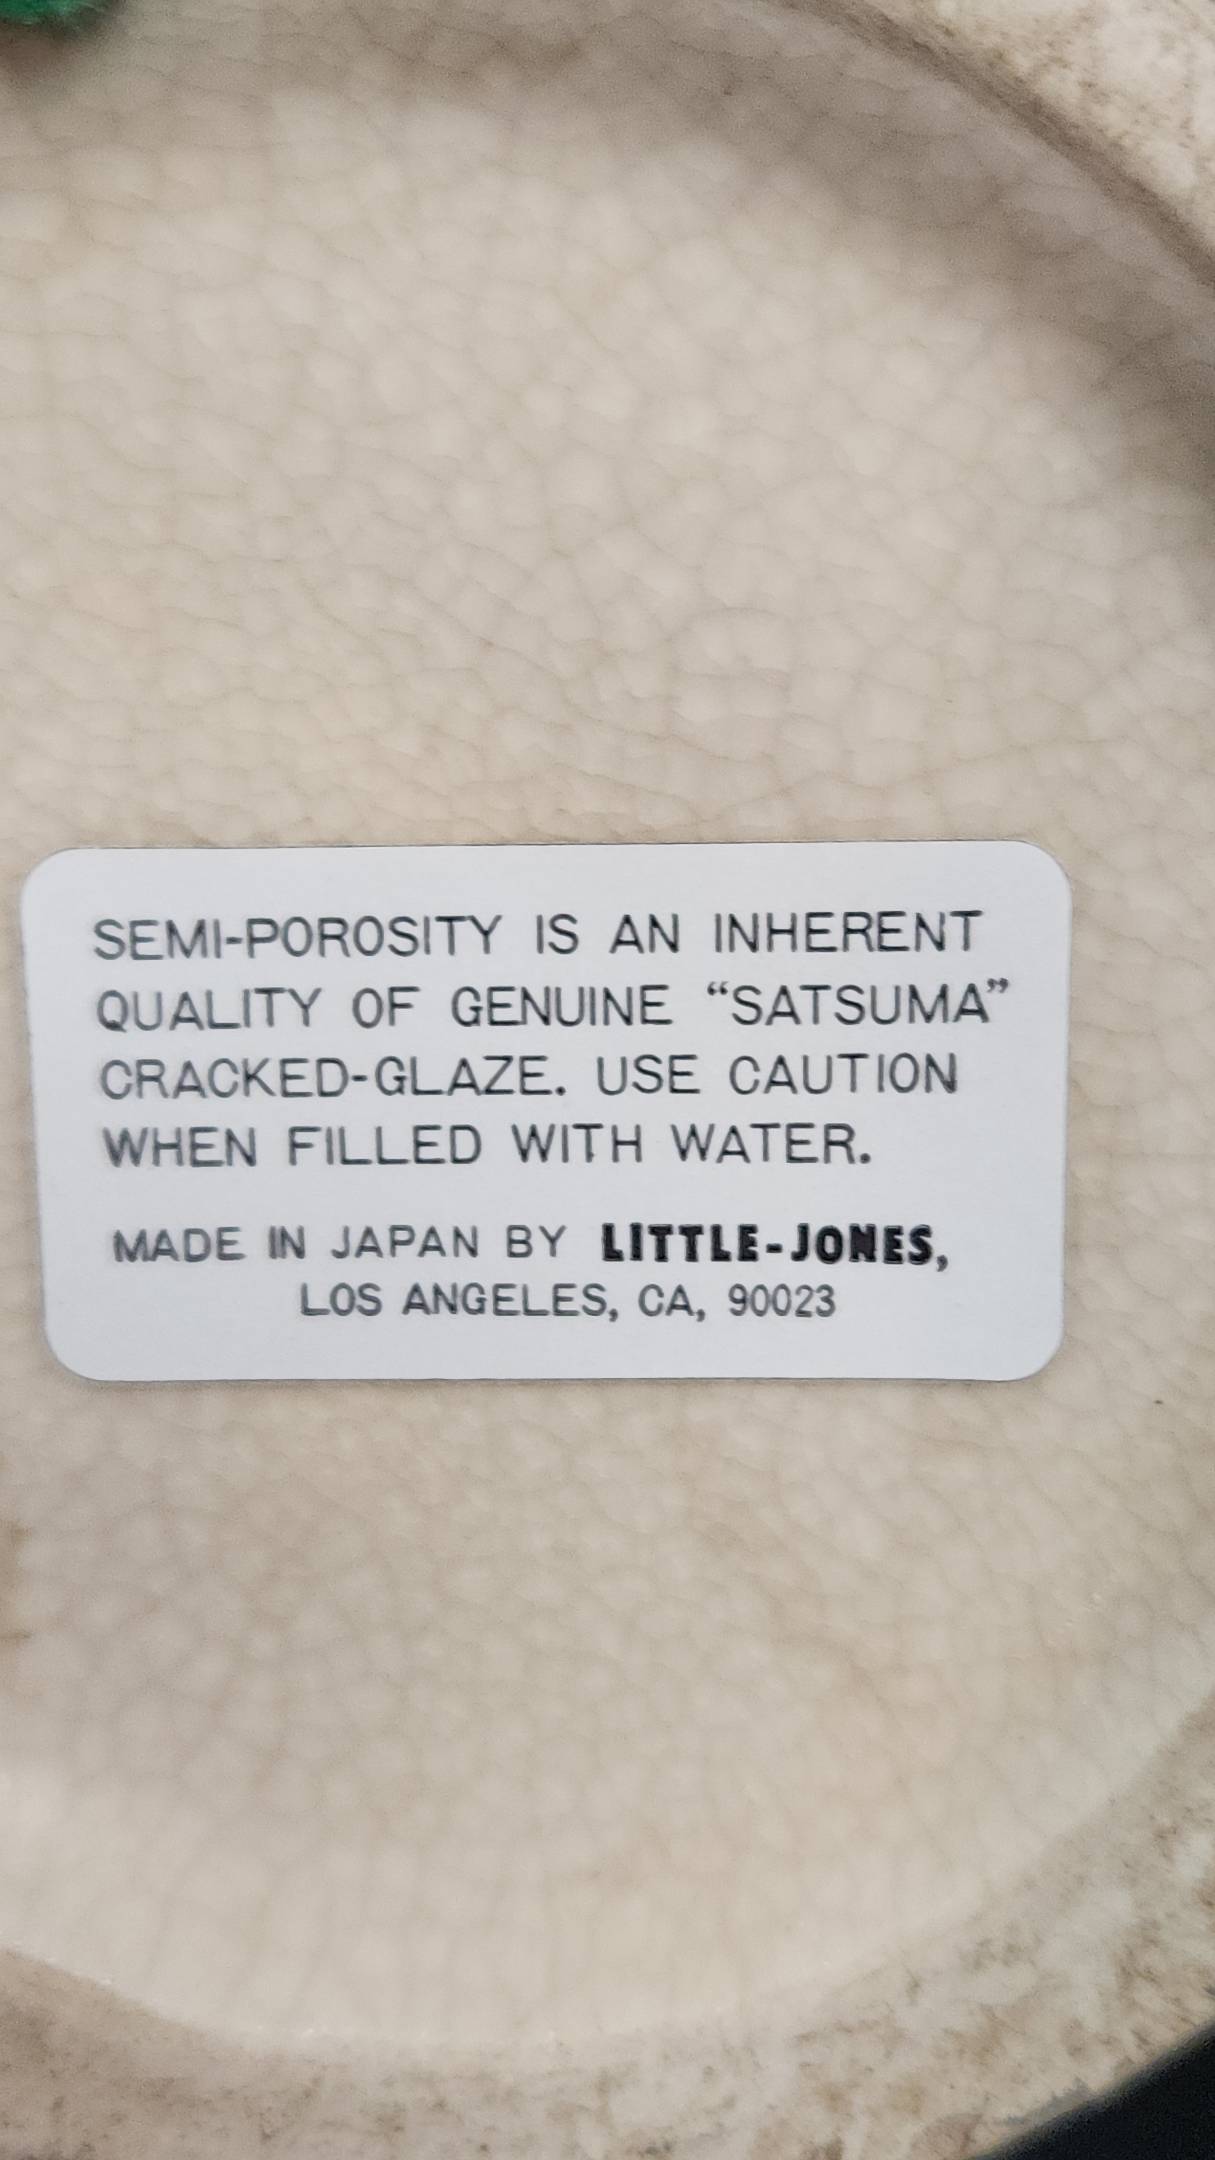 SEMI-POROSITY IS AN INHERENT
QUALITY OF GENUINE “SATSUMA”
CRACKED-GLAZE. USE CAUTION
WHEN FILLED WITH WATER.
MADE IN JAPAN BY LITTLE-JONES,
LOS ANGELES, CA, 90023